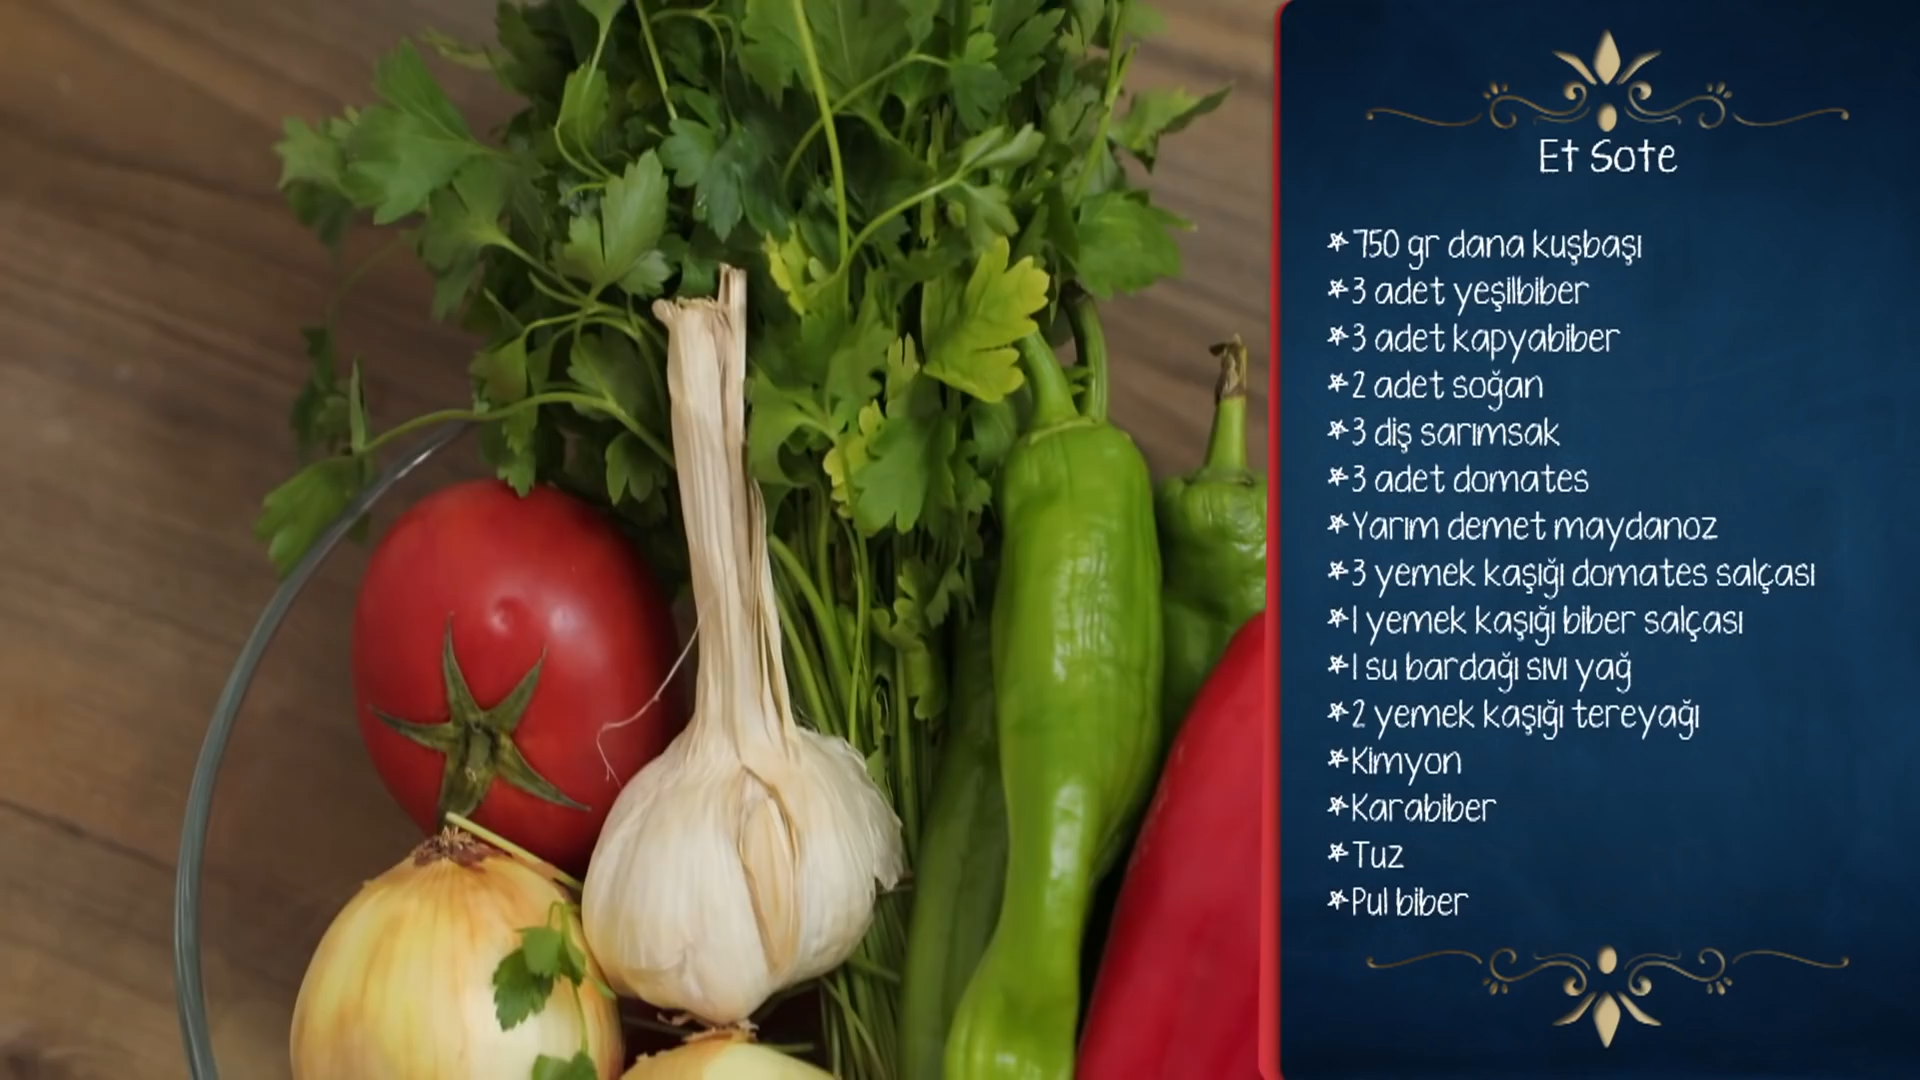 Et Sote
*750 gr dana kuşbaşı
*3 adet yeşilbiber
*3 adet kapyabiber
*2 adet soğan
*3 diş sarımsak
*3 adet domates
*Yarım demet maydanoz
*3 yemek kaşığı domates salçası
*1 yemek kaşığı biber salçası
*1 su bardağı sıvı yağ
*2 yemek kaşığı tereyağı
*Kimyon
*Karabiber
*Tuz
*Pul biber